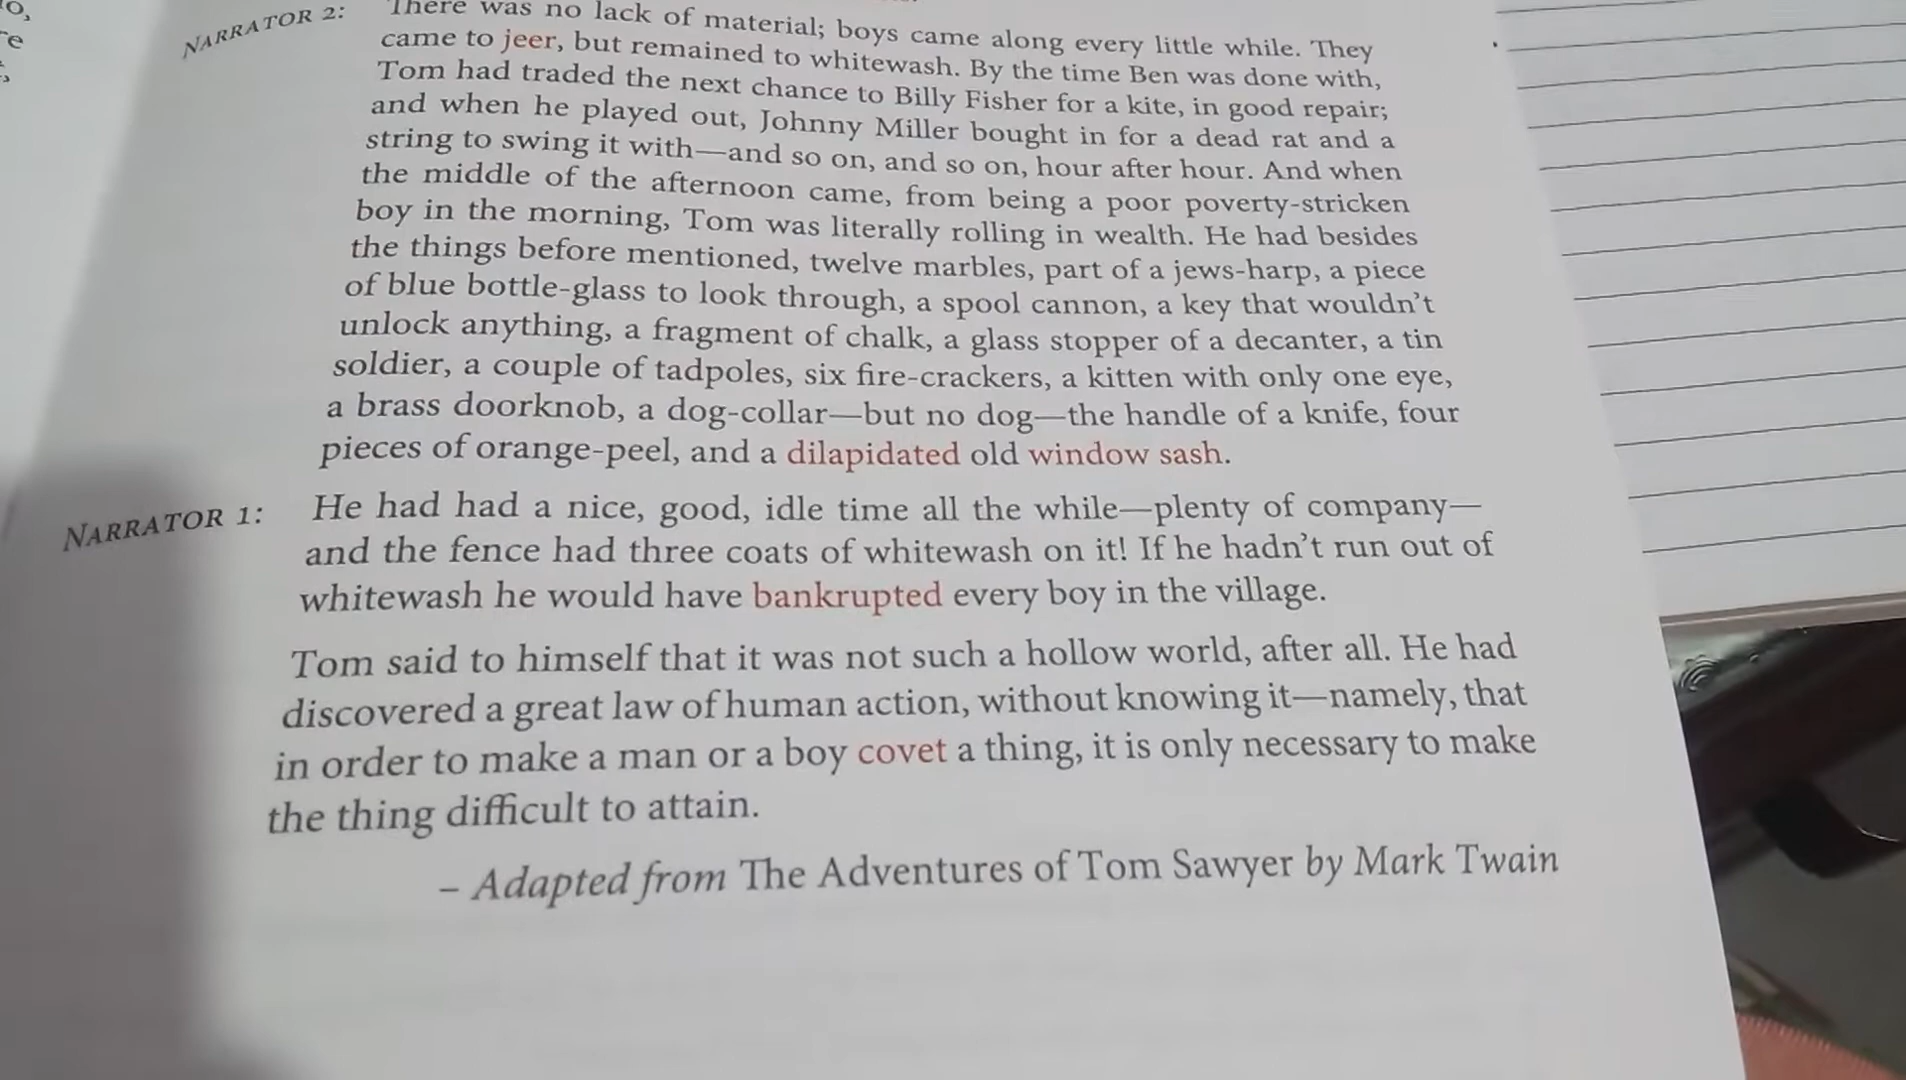 NARRATOR 2: There was no lack of material; boys came along every little while. They
came to jeer, but remained to whitewash. By the time Ben was done with,
Tom had traded the next chance to Billy Fisher for a kite, in good repair;
and when he played out, Johnny Miller bought in for a dead rat and a
string to swing it with—and so on, and so on, hour after hour. And when
the middle of the afternoon came, from being a poor poverty-stricken
boy in the morning, Tom was literally rolling in wealth. He had besides
the things before mentioned, twelve marbles, part of a jews-harp, a piece
of blue bottle-glass to look through, a spool cannon, a key that wouldn't
unlock anything, a fragment of chalk, a glass stopper of a decanter, a tin
soldier, a couple of tadpoles, six fire-crackers, a kitten with only one eye,
a brass doorknob, a dog-collar—but no dog—the handle of a knife, four
pieces of orange-peel, and a dilapidated old window sash.
NARRATOR 1: He had had a nice, good, idle time all the while—plenty of company—
and the fence had three coats of whitewash on it! If he hadn't run out of
whitewash he would have bankrupted every boy in the village.
Tom said to himself that it was not such a hollow world, after all. He had
discovered a great law of human action, without knowing it—namely, that
in order to make a man or a boy covet a thing, it is only necessary to make
the thing difficult to attain.
– Adapted from The Adventures of Tom Sawyer by Mark Twain